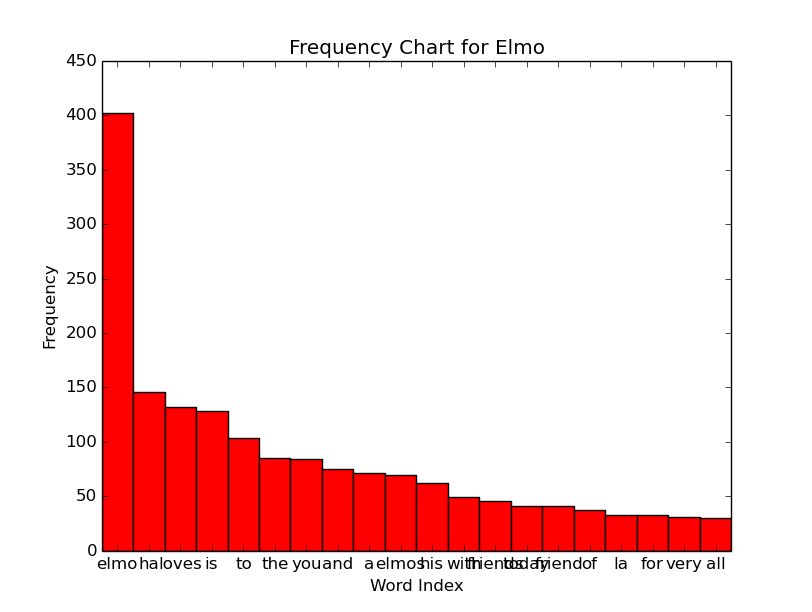 Frequency Chart for Elmo
450
400
350
300
250
200
150
100
50
0
Frequency
elmo ha loves is to the you and a elmos his with friends today friend of la for very all
Word Index